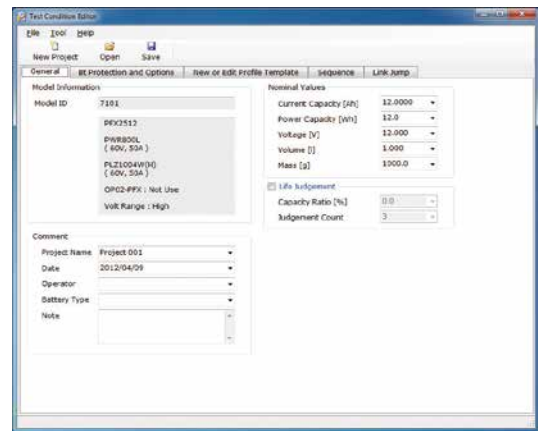 Test Condition Editor
File Tool Help
New Project Open Save
General Bt Protection and Options New or Edit Profile Template Sequence Link Jump
Model Information
Model ID 7101
PFX2512
PWR800L
( 60V, 50A )
PLZ1004W(H)
( 60V, 50A )
OP02-PFX : Not Use
Volt Range : High
Nominal Values
Current Capacity [Ah] 12.0000
Power Capacity [Wh] 12.0
Voltage [V] 12.000
Volume [l] 1.000
Mass [g] 1000.0
Life Judgement
Capacity Ratio [%] 0.0
Judgement Count 3
Comment
Project Name Project 001
Date 2012/04/09
Operator
Battery Type
Note